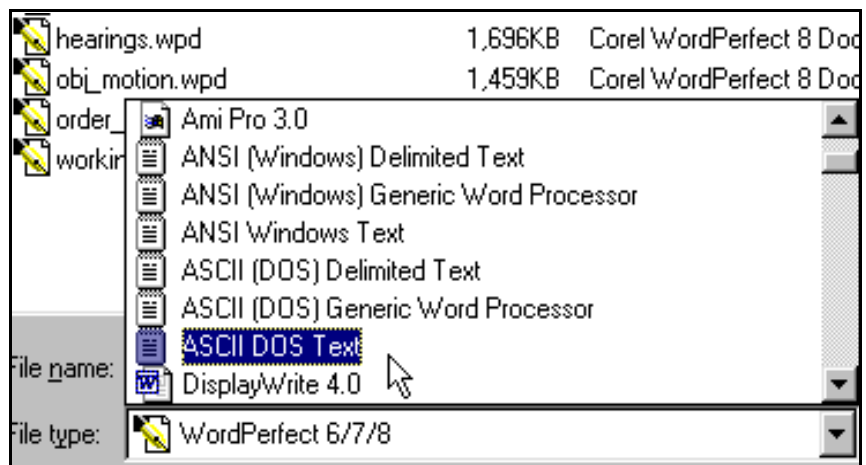 hearings.wpd 1,696KB Corel WordPerfect 8 Doc
obj_motion.wpd 1,459KB Corel WordPerfect 8 Doc
order_ Ami Pro 3.0
workin ANSI (Windows) Delimited Text
ANSI (Windows) Generic Word Processor
ANSI Windows Text
ASCII (DOS) Delimited Text
ASCII (DOS) Generic Word Processor
ASCII DOS Text
File name: DisplayWrite 4.0
File type: WordPerfect 6/7/8